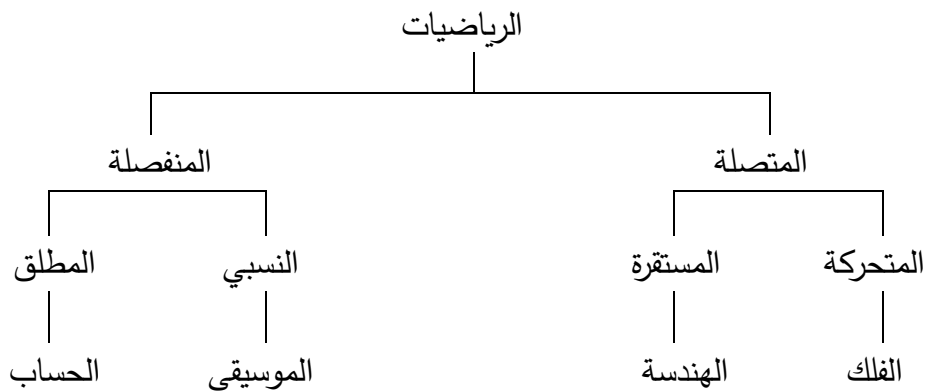 الرياضيات
المتصلة المنفصلة
المتحركة المستقرة النسبي المطلق
الفلك الهندسة الموسيقى الحساب